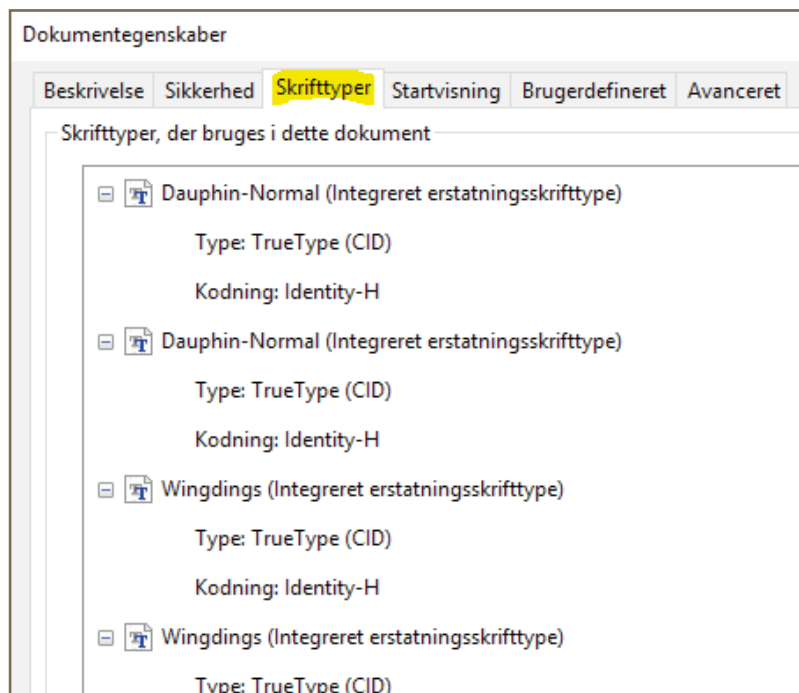 Dokumentegenskaber
Beskrivelse Sikkerhed Skrifttyper Startvisning Brugerdefineret Avanceret
Skrifttyper, der bruges i dette dokument
Dauphin-Normal (Integreret erstatningsskrifttype)
Type: TrueType (CID)
Kodning: Identity-H
Dauphin-Normal (Integreret erstatningsskrifttype)
Type: TrueType (CID)
Kodning: Identity-H
Wingdings (Integreret erstatningsskrifttype)
Type: TrueType (CID)
Kodning: Identity-H
Wingdings (Integreret erstatningsskrifttype)
Type: TrueType (CID)